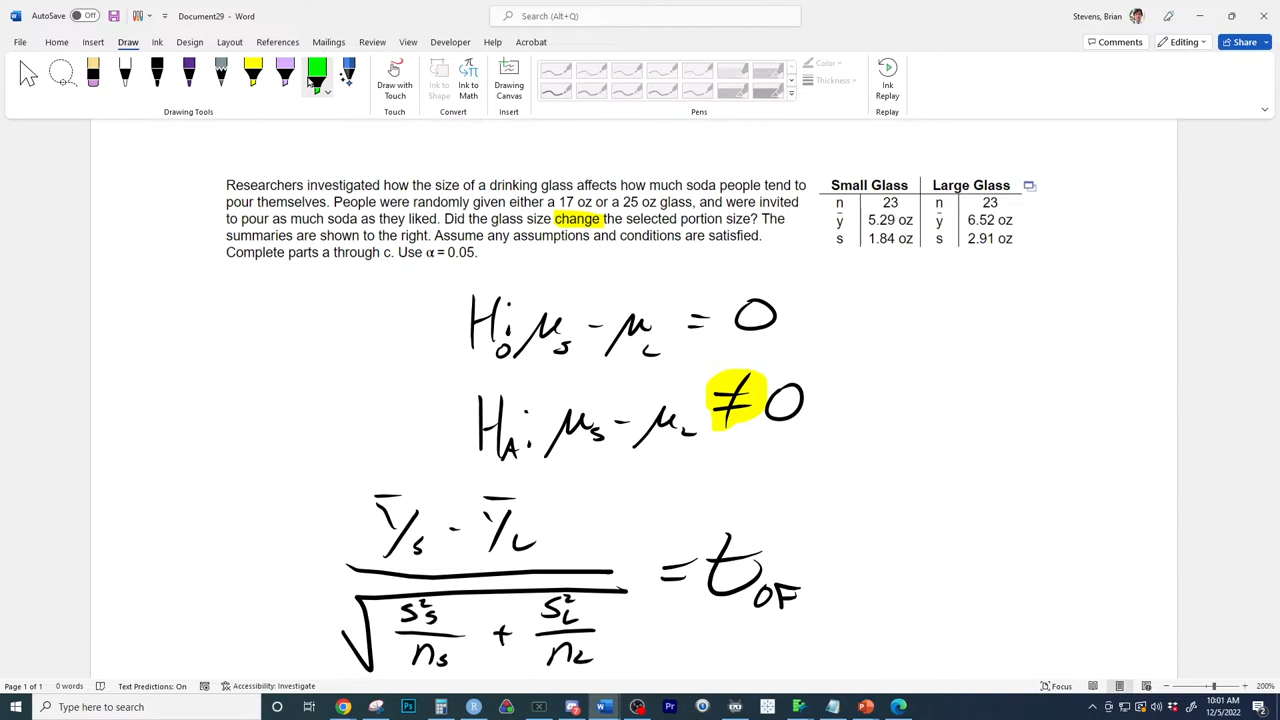 AutoSave Off Document29 - Word Search (Alt+Q) Stevens, Brian
File Home Insert Draw Ink Design Layout References Mailings Review View Developer Help Acrobat Comments Editing Share
Draw with Touch Ink to Shape Ink to Math Drawing Canvas Color Thickness Ink Replay
Drawing Tools Touch Convert Insert Pens Replay
Researchers investigated how the size of a drinking glass affects how much soda people tend to
pour themselves. People were randomly given either a 17 oz or a 25 oz glass, and were invited
to pour as much soda as they liked. Did the glass size change the selected portion size? The
summaries are shown to the right. Assume any assumptions and conditions are satisfied.
Complete parts a through c. Use α = 0.05.
Small Glass Large Glass
n 23 n 23
ȳ 5.29 oz ȳ 6.52 oz
s 1.84 oz s 2.91 oz
H₀: μₛ - μL = 0
HA: μₛ - μL ≠ 0
ȳₛ - ȳL
√ sₛ²/nₛ + sL²/nL = t DF
Page 1 of 1 0 words Text Predictions: On Accessibility: Investigate Focus 200%
Type here to search 10:01 AM
12/5/2022